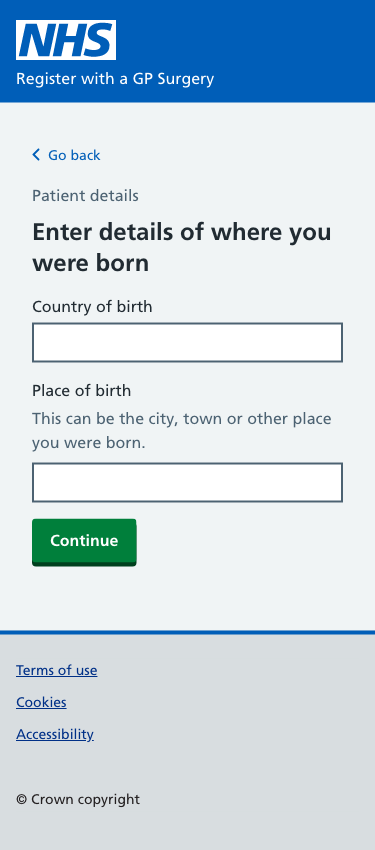 NHS
Register with a GP Surgery
Go back
Patient details
Enter details of where you
were born
Country of birth
Place of birth
This can be the city, town or other place
you were born.
Continue
Terms of use
Cookies
Accessibility
© Crown copyright